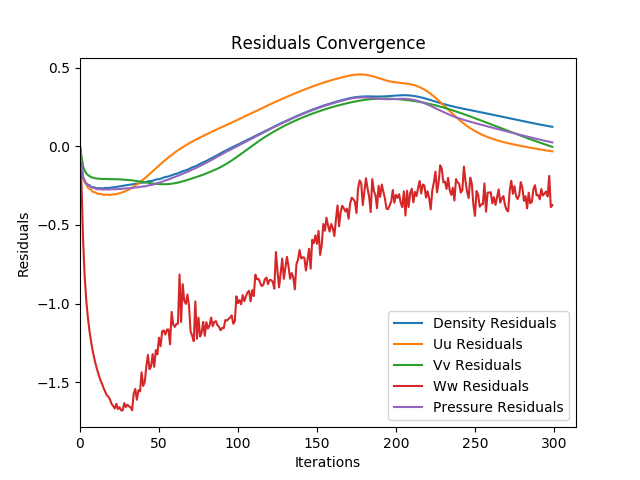 Residuals Convergence
0.5
0.0
−0.5
−1.0
−1.5
Residuals
0
50
100
150
200
250
300
Iterations
Density Residuals
Uu Residuals
Vv Residuals
Ww Residuals
Pressure Residuals